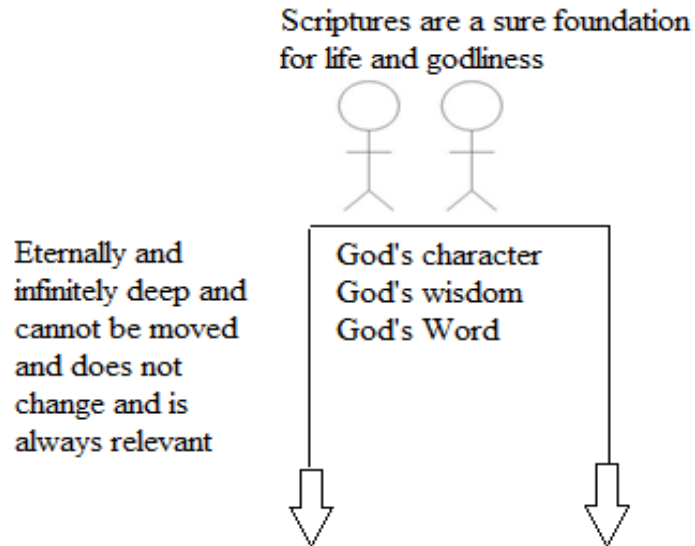 Scriptures are a sure foundation
for life and godliness
Eternally and
infinitely deep and
cannot be moved
and does not
change and is
always relevant
God's character
God's wisdom
God's Word